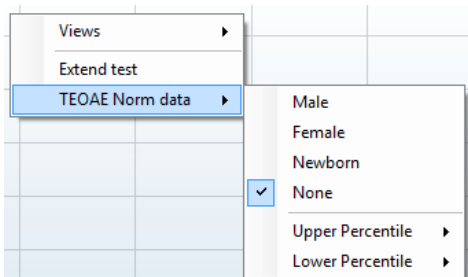 Views
Extend test
TEOAE Norm data
Male
Female
Newborn
None
Upper Percentile
Lower Percentile